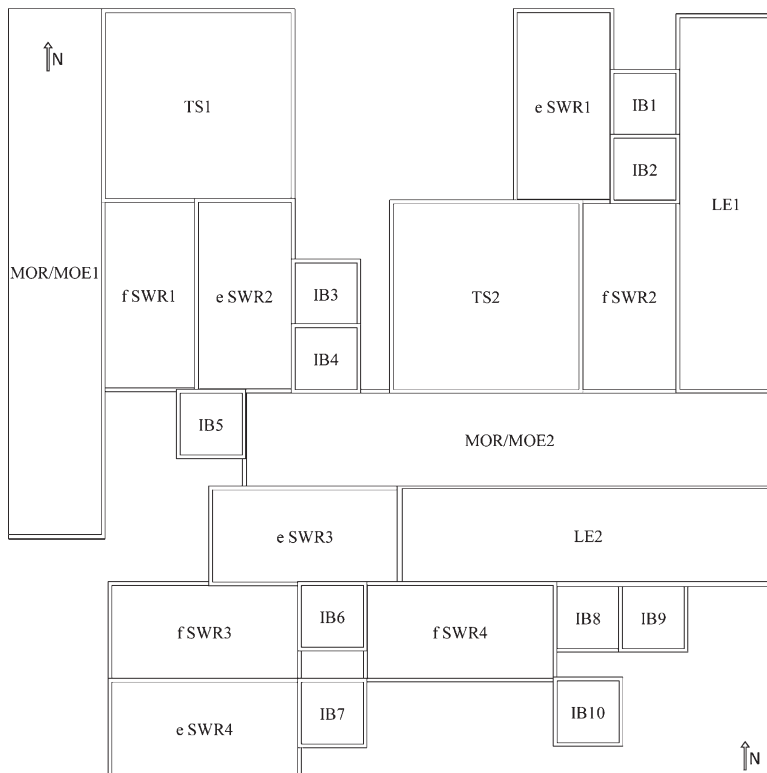 N
TS1
e SWR1
IB1
IB2
LE1
MOR/MOE1
f SWR1
e SWR2
IB3
TS2
f SWR2
IB4
IB5
MOR/MOE2
e SWR3
LE2
f SWR3
IB6
f SWR4
IB8
IB9
e SWR4
IB7
IB10
N